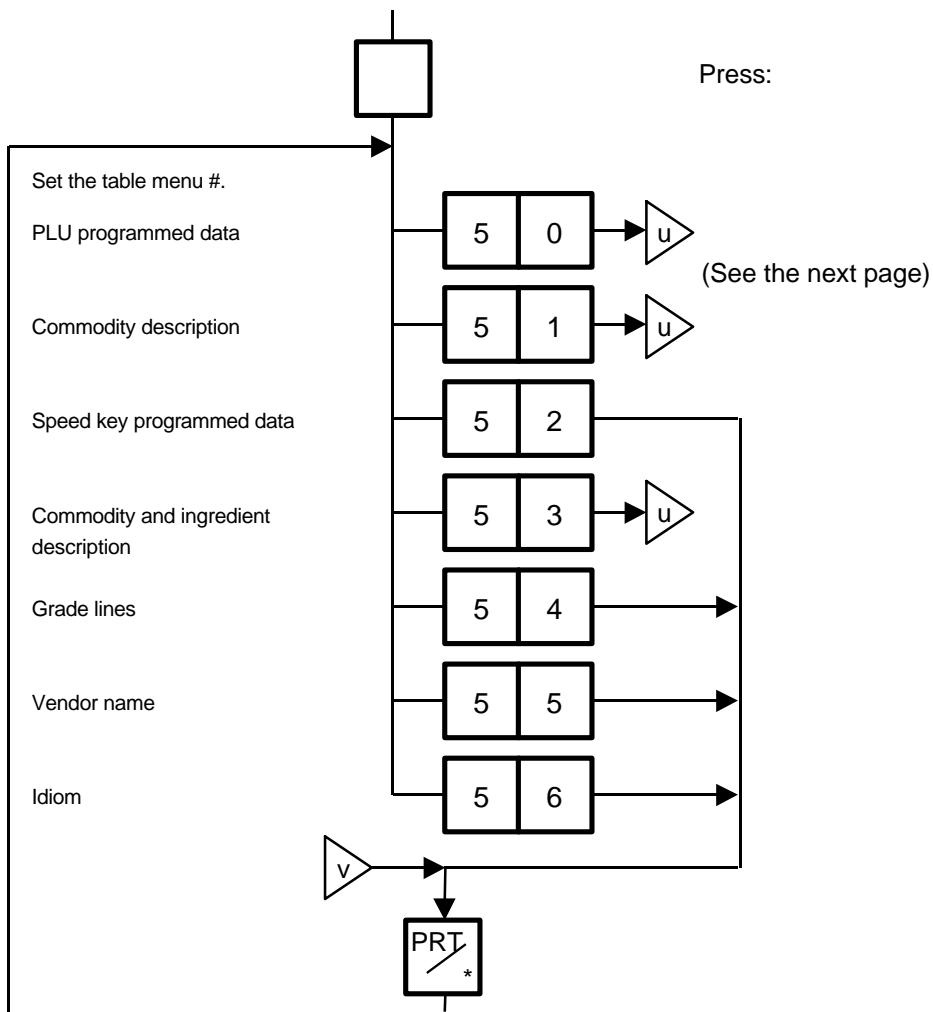 Press:
Set the table menu #.
PLU programmed data
5 0 u
(See the next page)
Commodity description
5 1 u
Speed key programmed data
5 2
Commodity and ingredient
description
5 3 u
Grade lines
5 4
Vendor name
5 5
Idiom
5 6
v
PRT
*